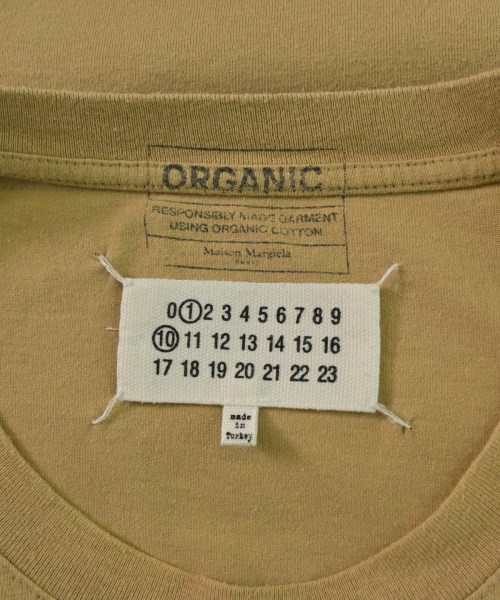 ORGANIC
RESPONSIBLY MADE GARMENT
USING ORGANIC COTTON
Maison Margiela
PARIS
0 1 2 3 4 5 6 7 8 9
10 11 12 13 14 15 16
17 18 19 20 21 22 23
made
in
Turkey